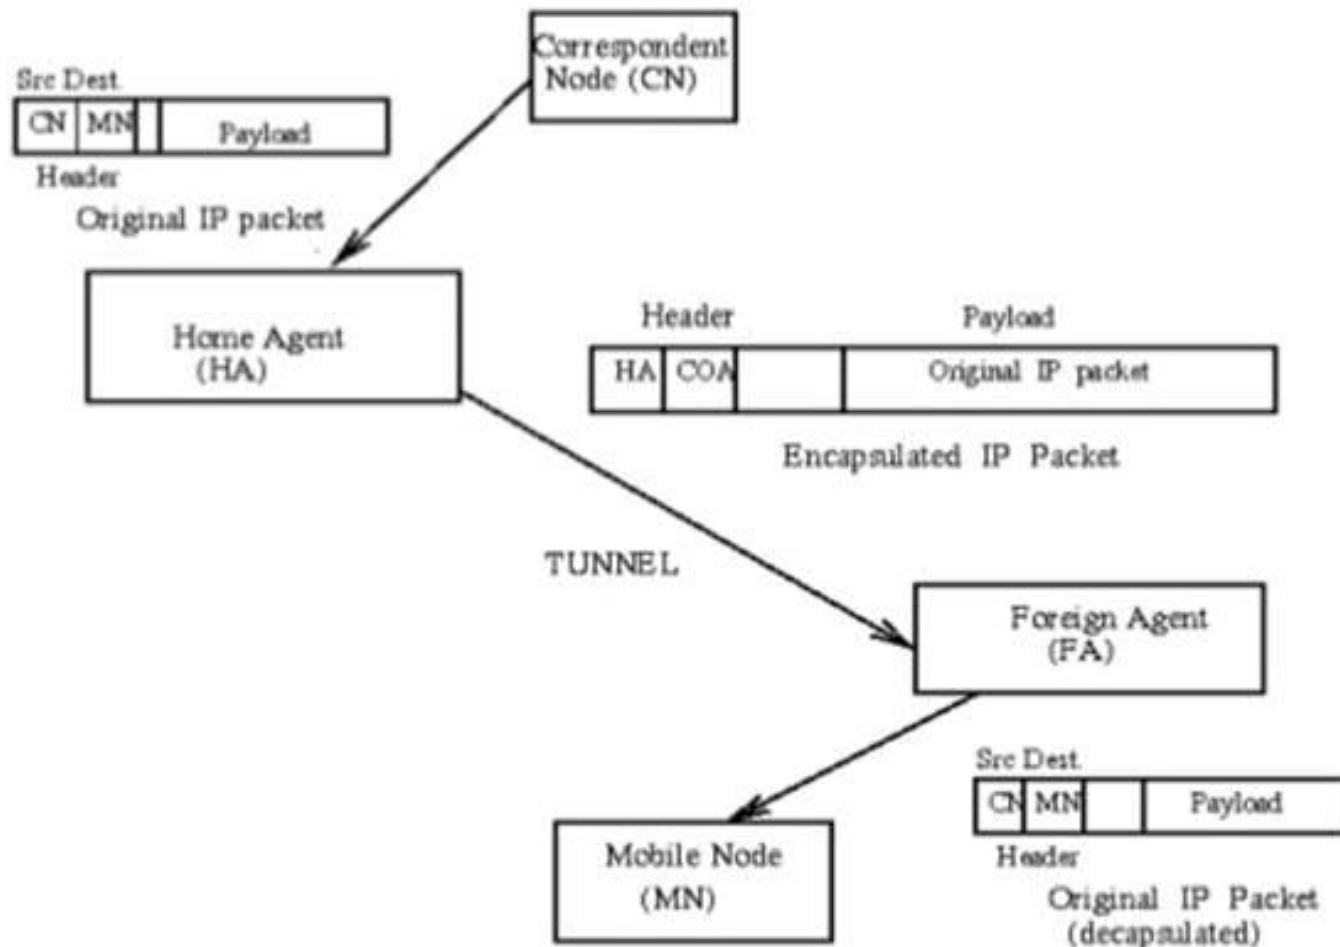 Correspondent
Node (CN)
Src Dest.
CN MN Payload
Header
Original IP packet
Home Agent
(HA)
Header Payload
HA COA Original IP packet
Encapsulated IP Packet
TUNNEL
Foreign Agent
(FA)
Src Dest.
CN MN Payload
Header
Original IP Packet
(decapsulated)
Mobile Node
(MN)